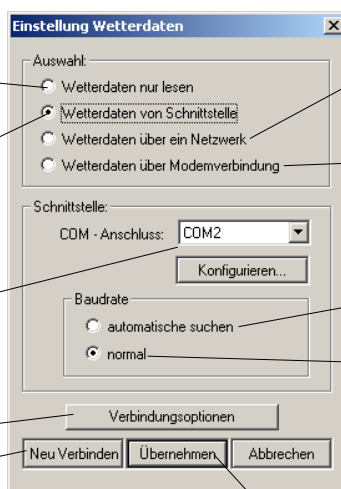 Einstellung Wetterdaten
Auswahl:
Wetterdaten nur lesen
Wetterdaten von Schnittstelle
Wetterdaten über ein Netzwerk
Wetterdaten über Modemverbindung
Schnittstelle:
COM - Anschluss: COM2
Konfigurieren...
Baudrate
automatische suchen
normal
Verbindungsoptionen
Neu Verbinden Übernehmen Abbrechen